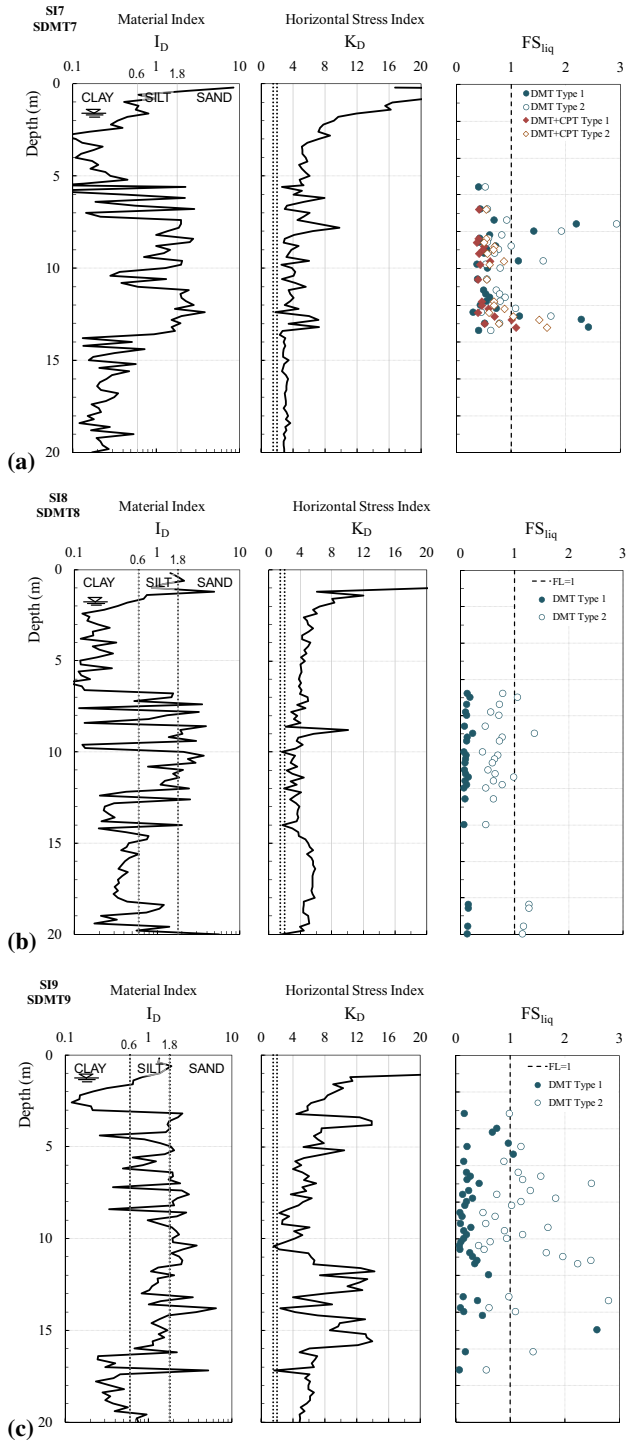 SI7
SDMT7
Material Index
I_D
Horizontal Stress Index
K_D
FS_liq
0.1 1 10
0 4 8 12 16 20
0 1 2 3
0.6 1.8
CLAY SILT SAND
Depth (m)
0
5
10
15
20
DMT Type 1
DMT Type 2
DMT+CPT Type 1
DMT+CPT Type 2
(a)
SI8
SDMT8
Material Index
I_D
Horizontal Stress Index
K_D
FS_liq
0.1 1 10
0 4 8 12 16 20
0 1 2 3
0.6 1.8
CLAY SILT SAND
Depth (m)
0
5
10
15
20
FL=1
DMT Type 1
DMT Type 2
(b)
SI9
SDMT9
Material Index
I_D
Horizontal Stress Index
K_D
FS_liq
0.1 1 10
0 4 8 12 16 20
0 1 2 3
0.6 1.8
CLAY SILT SAND
Depth (m)
0
5
10
15
20
FL=1
DMT Type 1
DMT Type 2
(c)